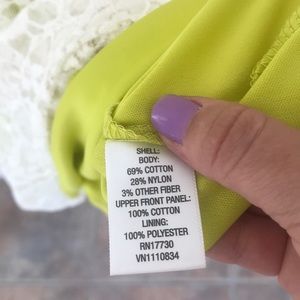 SHELL:
BODY:
69% COTTON
28% NYLON
3% OTHER FIBER
UPPER FRONT PANEL:
100% COTTON
LINING:
100% POLYESTER
RN17730
VN1110834